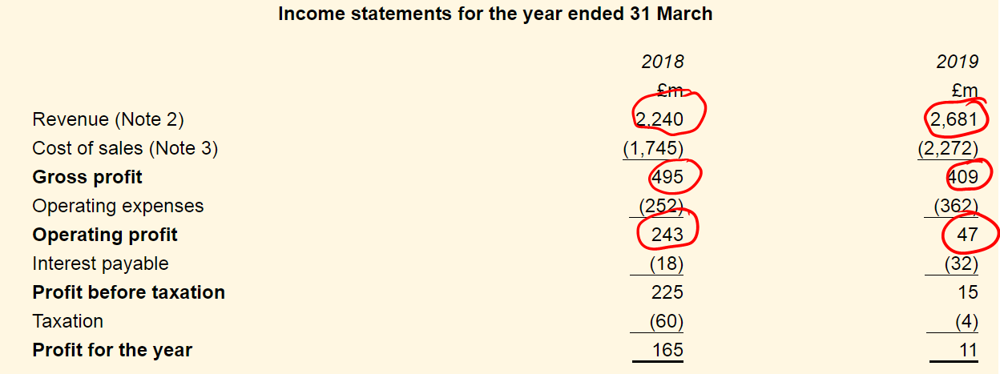 Income statements for the year ended 31 March
2018 2019
£m £m
Revenue (Note 2) 2,240 2,681
Cost of sales (Note 3) (1,745) (2,272)
Gross profit 495 409
Operating expenses (252) (362)
Operating profit 243 47
Interest payable (18) (32)
Profit before taxation 225 15
Taxation (60) (4)
Profit for the year 165 11